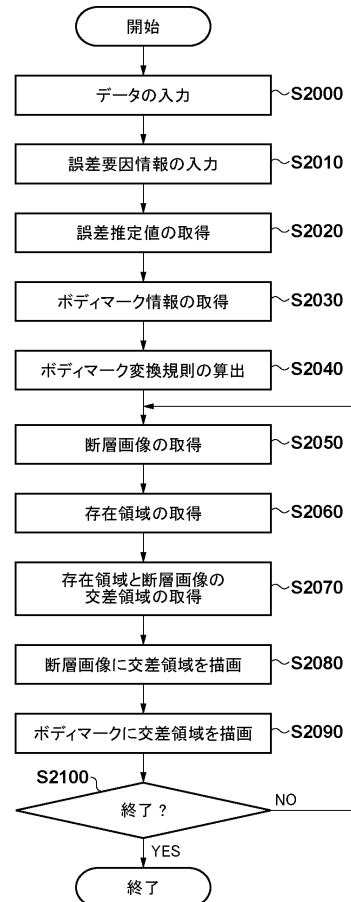 開始
データの入力 S2000
誤差要因情報の入力 S2010
誤差推定値の取得 S2020
ボディマーク情報の取得 S2030
ボディマーク変換規則の算出 S2040
断層画像の取得 S2050
存在領域の取得 S2060
存在領域と断層画像の
交差領域の取得 S2070
断層画像に交差領域を描画 S2080
ボディマークに交差領域を描画 S2090
S2100
終了? NO
YES
終了